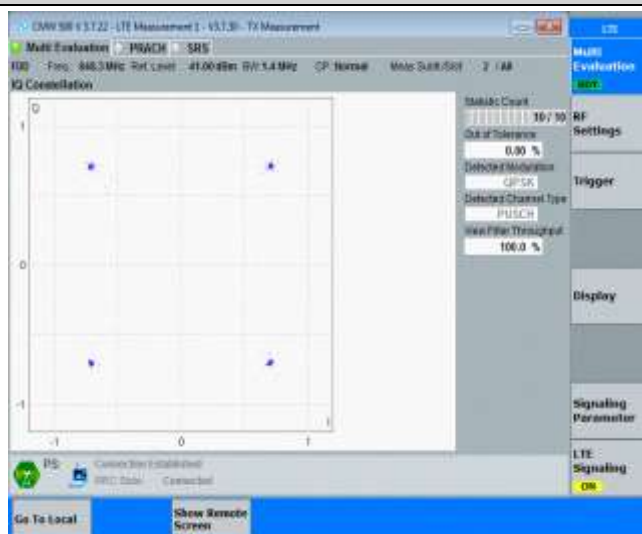 CMW 500 V 3.7.22 - LTE Measurement 1 - V3.7.30 - TX Measurement
Multi Evaluation PRACH SRS
FDD Freq.: 848.3 MHz Ref. Level: 41.00 dBm BW: 1.4 MHz CP: Normal Meas Subfr./Slot 2 / All
IQ Constellation
Q
1
0
-1
-1 0 1
I
Statistic Count
10 / 10
Out of Tolerance
0.00 %
Detected Modulation
QPSK
Detected Channel Type
PUSCH
View Filter Throughput
100.0 %
PS:
Connection Established
RRC State: Connected
LTE
Multi
Evaluation
RDY
RF
Settings
Trigger
Display
Signaling
Parameter
LTE
Signaling
ON
Go To Local
Show Remote
Screen